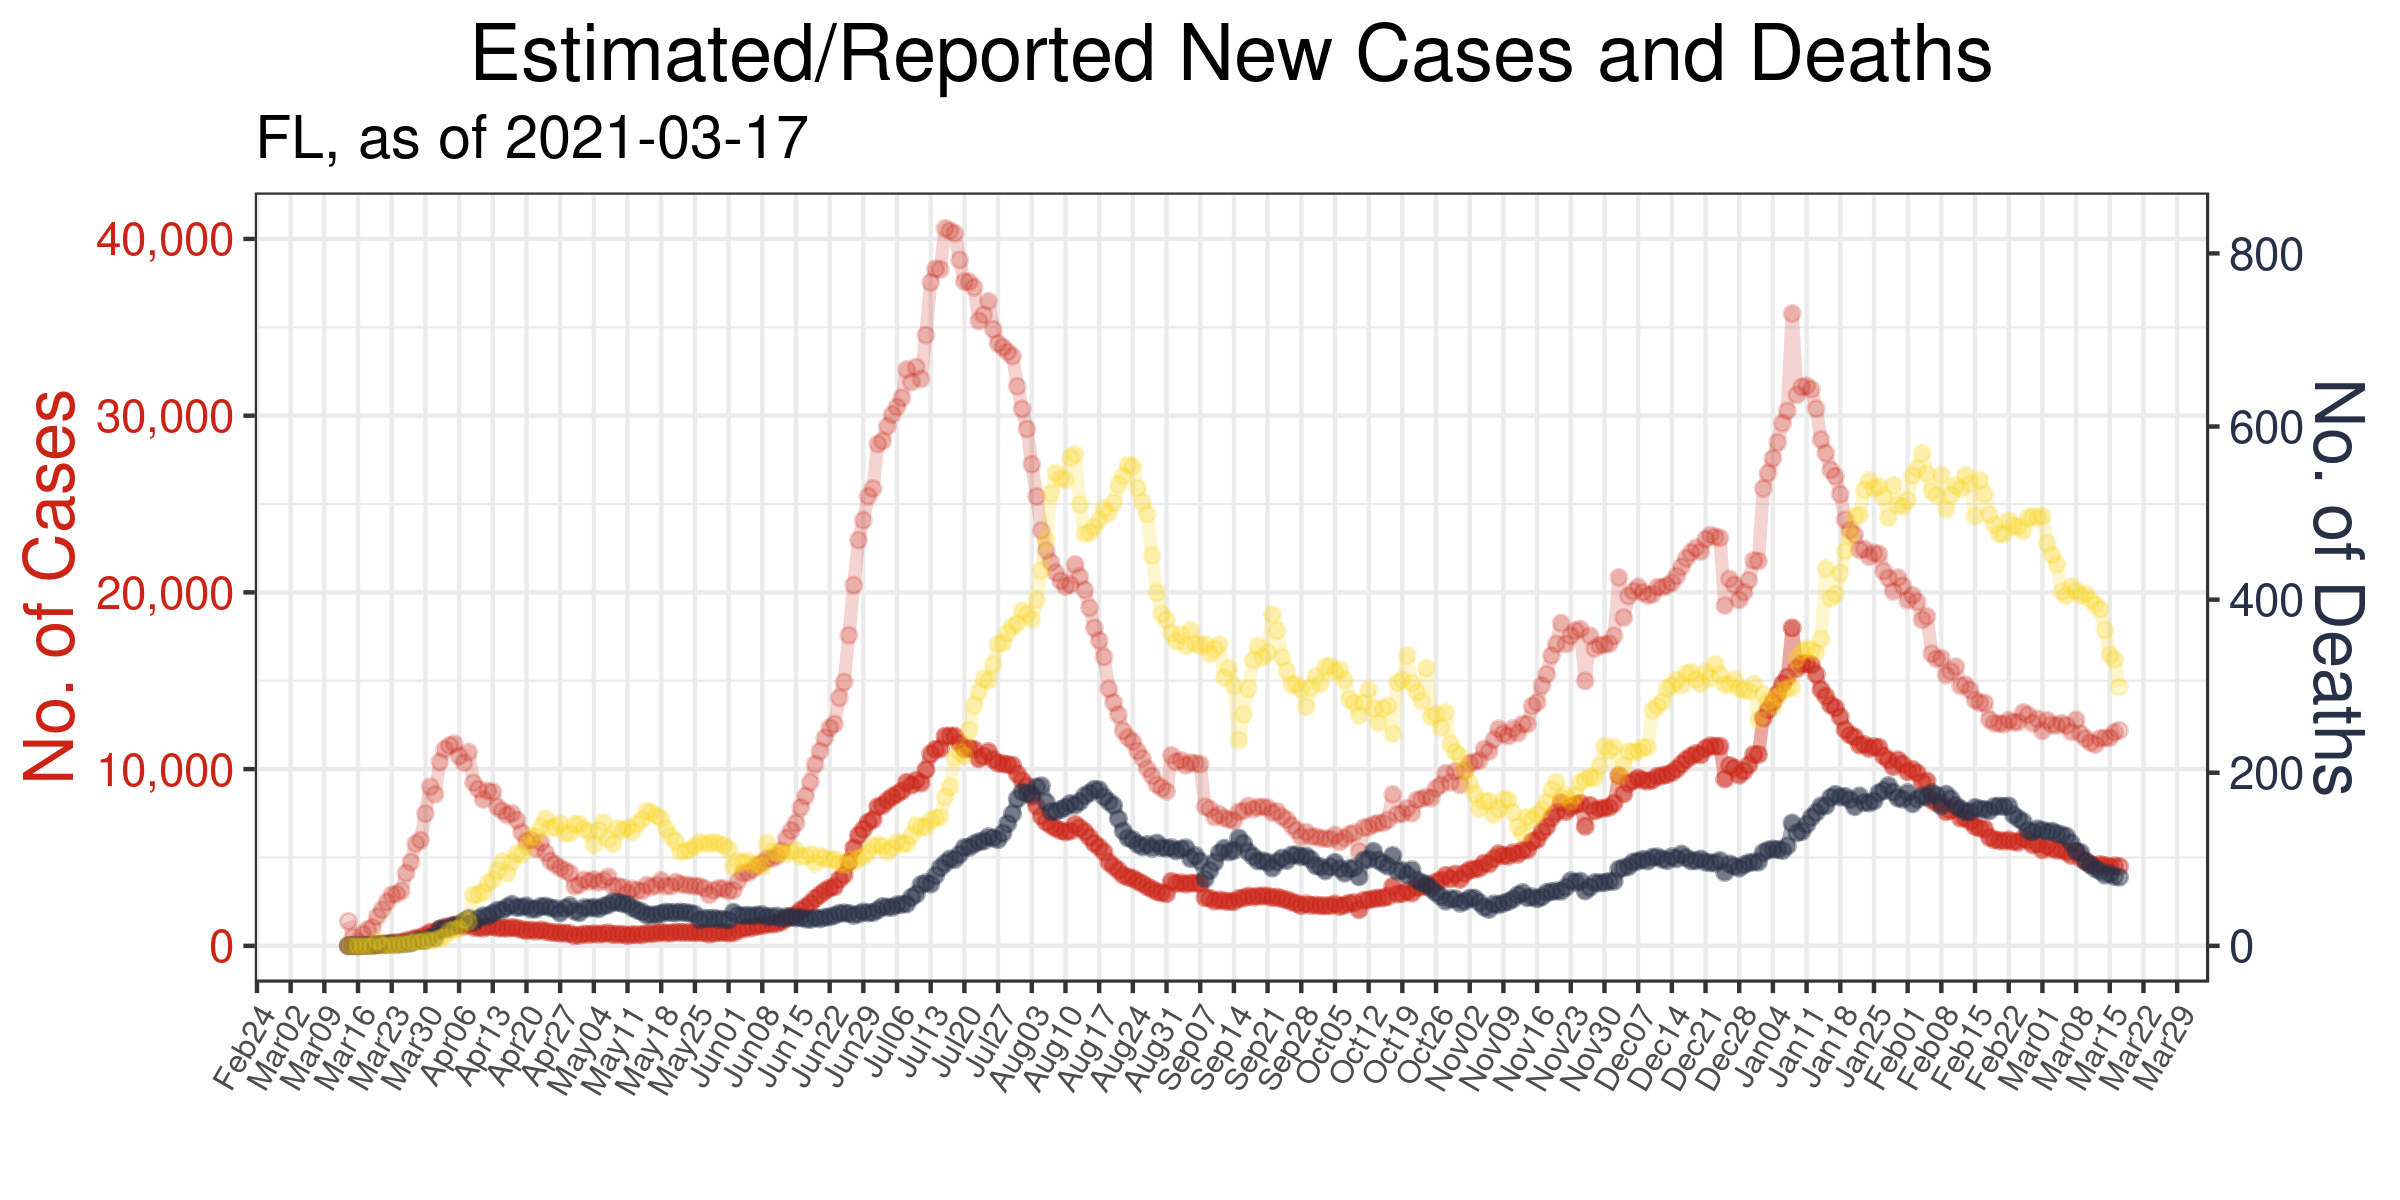 Estimated/Reported New Cases and Deaths
FL, as of 2021-03-17
No. of Cases
40,000
30,000
20,000
10,000
0
800
600
400
200
0
No. of Deaths
Feb24
Mar02
Mar09
Mar16
Mar23
Mar30
Apr06
Apr13
Apr20
Apr27
May04
May11
May18
May25
Jun01
Jun08
Jun15
Jun22
Jun29
Jul06
Jul13
Jul20
Jul27
Aug03
Aug10
Aug17
Aug24
Aug31
Sep07
Sep14
Sep21
Sep28
Oct05
Oct12
Oct19
Oct26
Nov02
Nov09
Nov16
Nov23
Nov30
Dec07
Dec14
Dec21
Dec28
Jan04
Jan11
Jan18
Jan25
Feb01
Feb08
Feb15
Feb22
Mar01
Mar08
Mar15
Mar22
Mar29